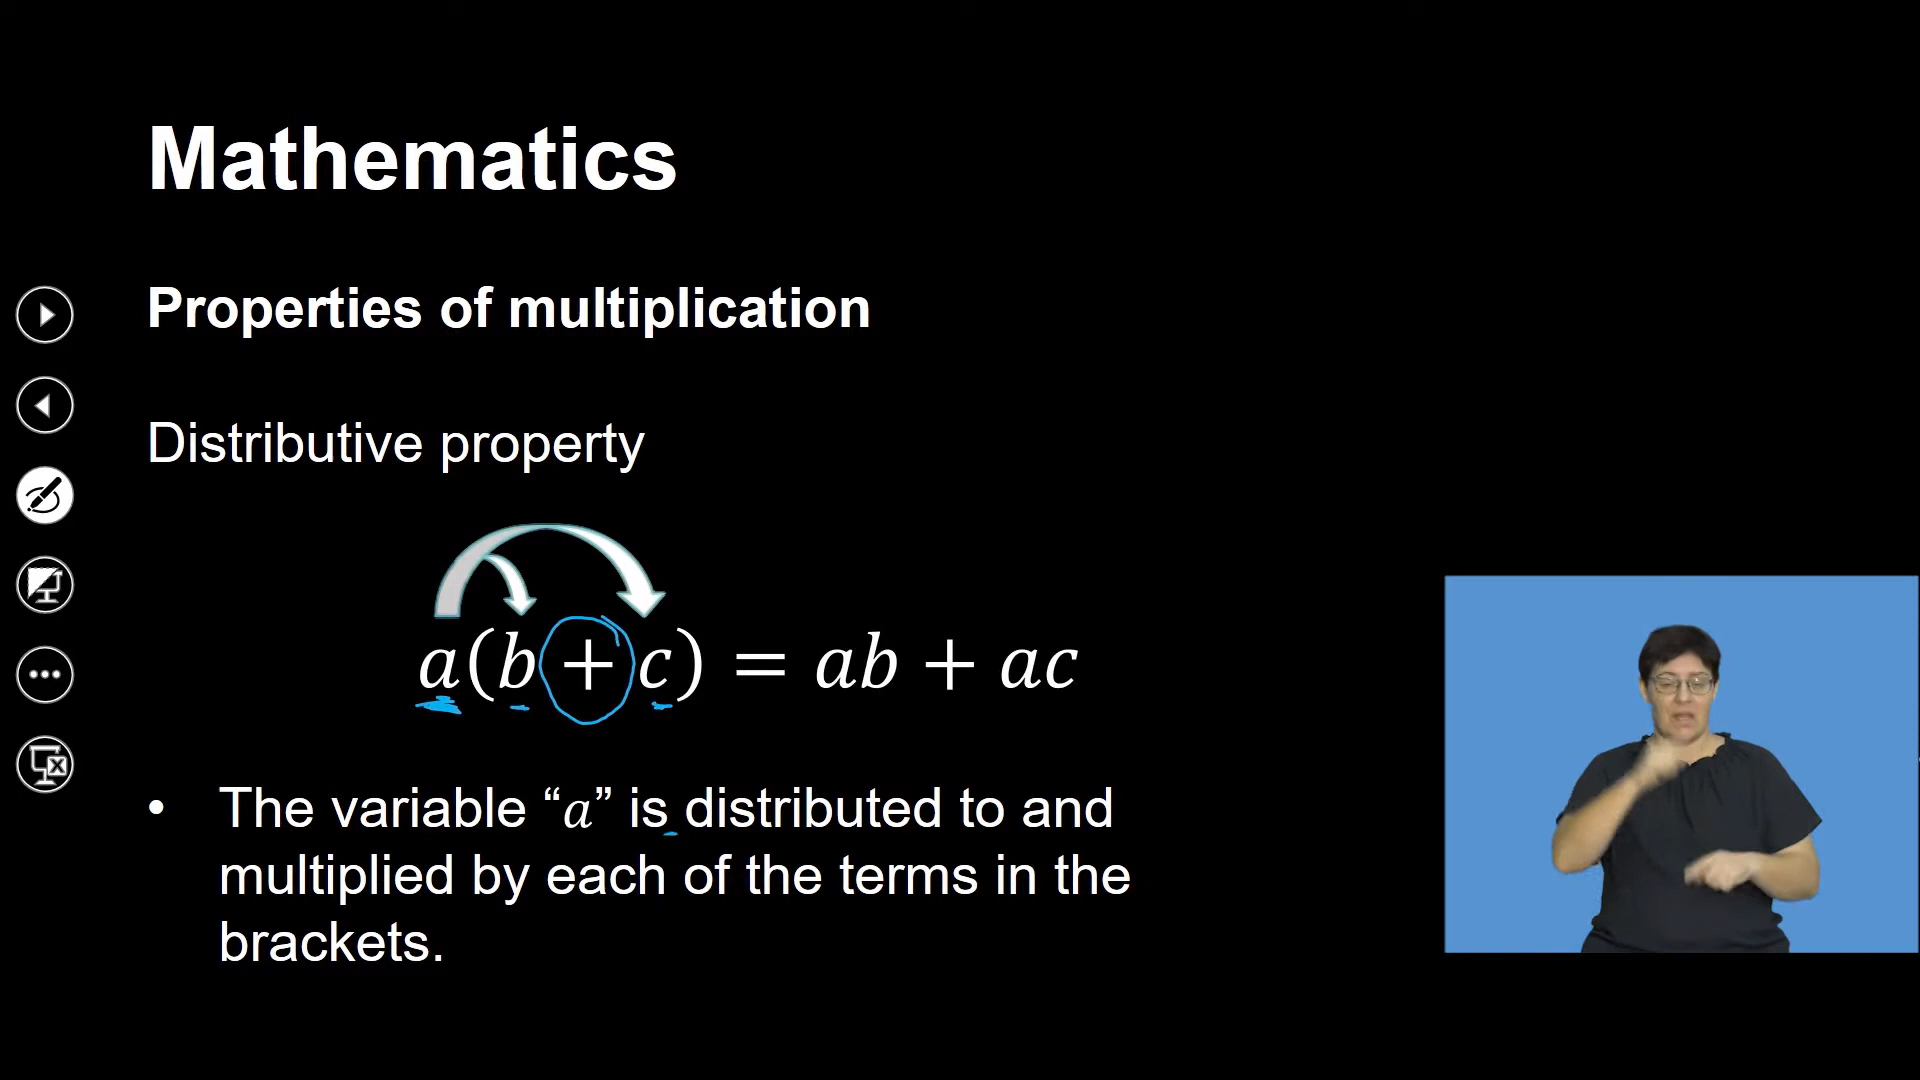 Mathematics
Properties of multiplication
Distributive property
a(b + c) = ab + ac
• The variable “a” is distributed to and
multiplied by each of the terms in the
brackets.